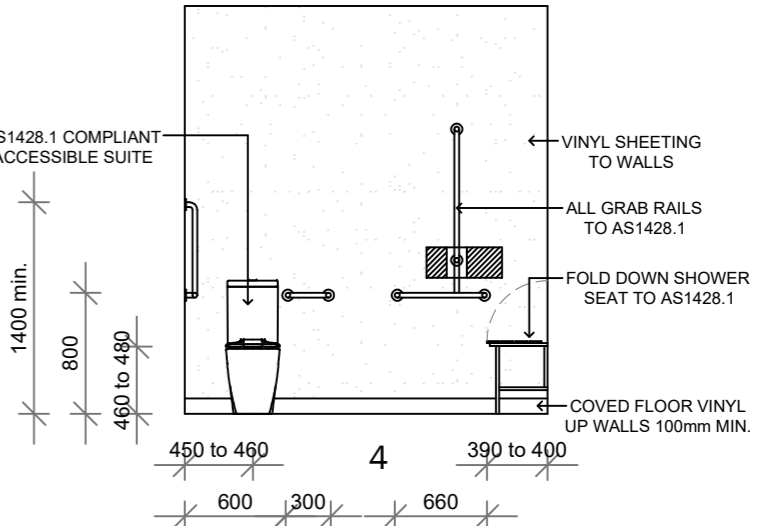 AS1428.1 COMPLIANT
ACCESSIBLE SUITE
VINYL SHEETING
TO WALLS
ALL GRAB RAILS
TO AS1428.1
FOLD DOWN SHOWER
SEAT TO AS1428.1
COVED FLOOR VINYL
UP WALLS 100mm MIN.
1400 min.
800
460 to 480
450 to 460
4
390 to 400
600
300
660